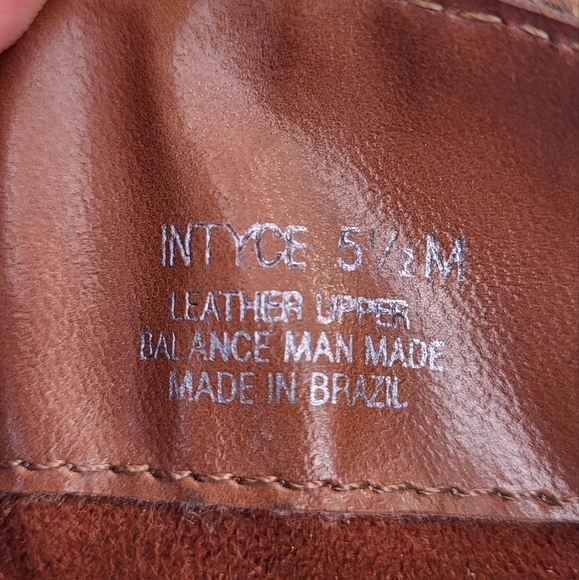 INTYCE 5½M
LEATHER UPPER
BALANCE MAN MADE
MADE IN BRAZIL